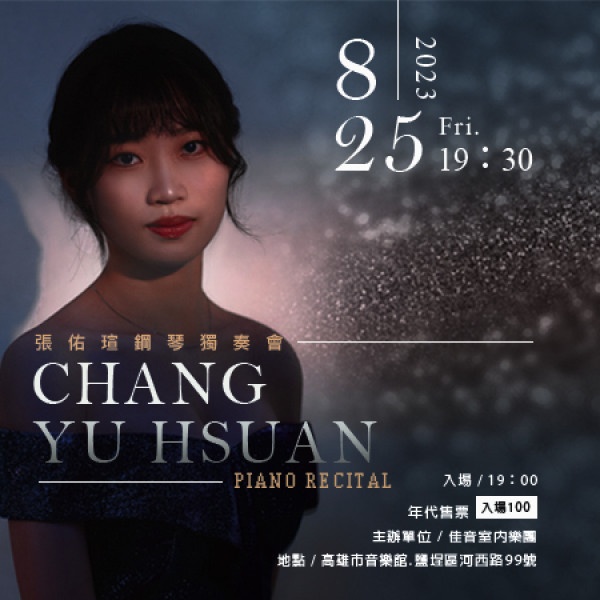 8
2023
25
Fri.
19：30
張佑瑄鋼琴獨奏會
CHANG
YU HSUAN
PIANO RECITAL
入場 / 19：00
年代售票 入場100
主辦單位 / 佳音室內樂團
地點 / 高雄市音樂館.鹽埕區河西路99號